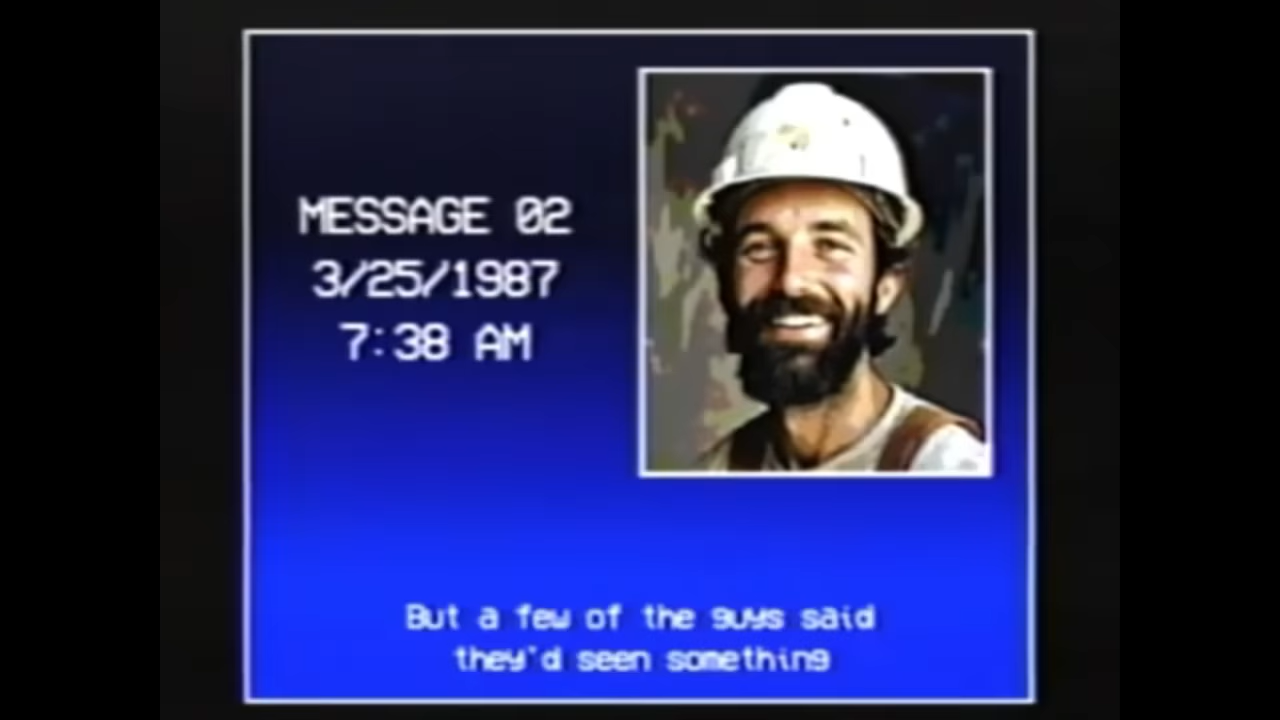 MESSAGE 02
3/25/1987
7:38 AM
But a few of the guys said
they'd seen something